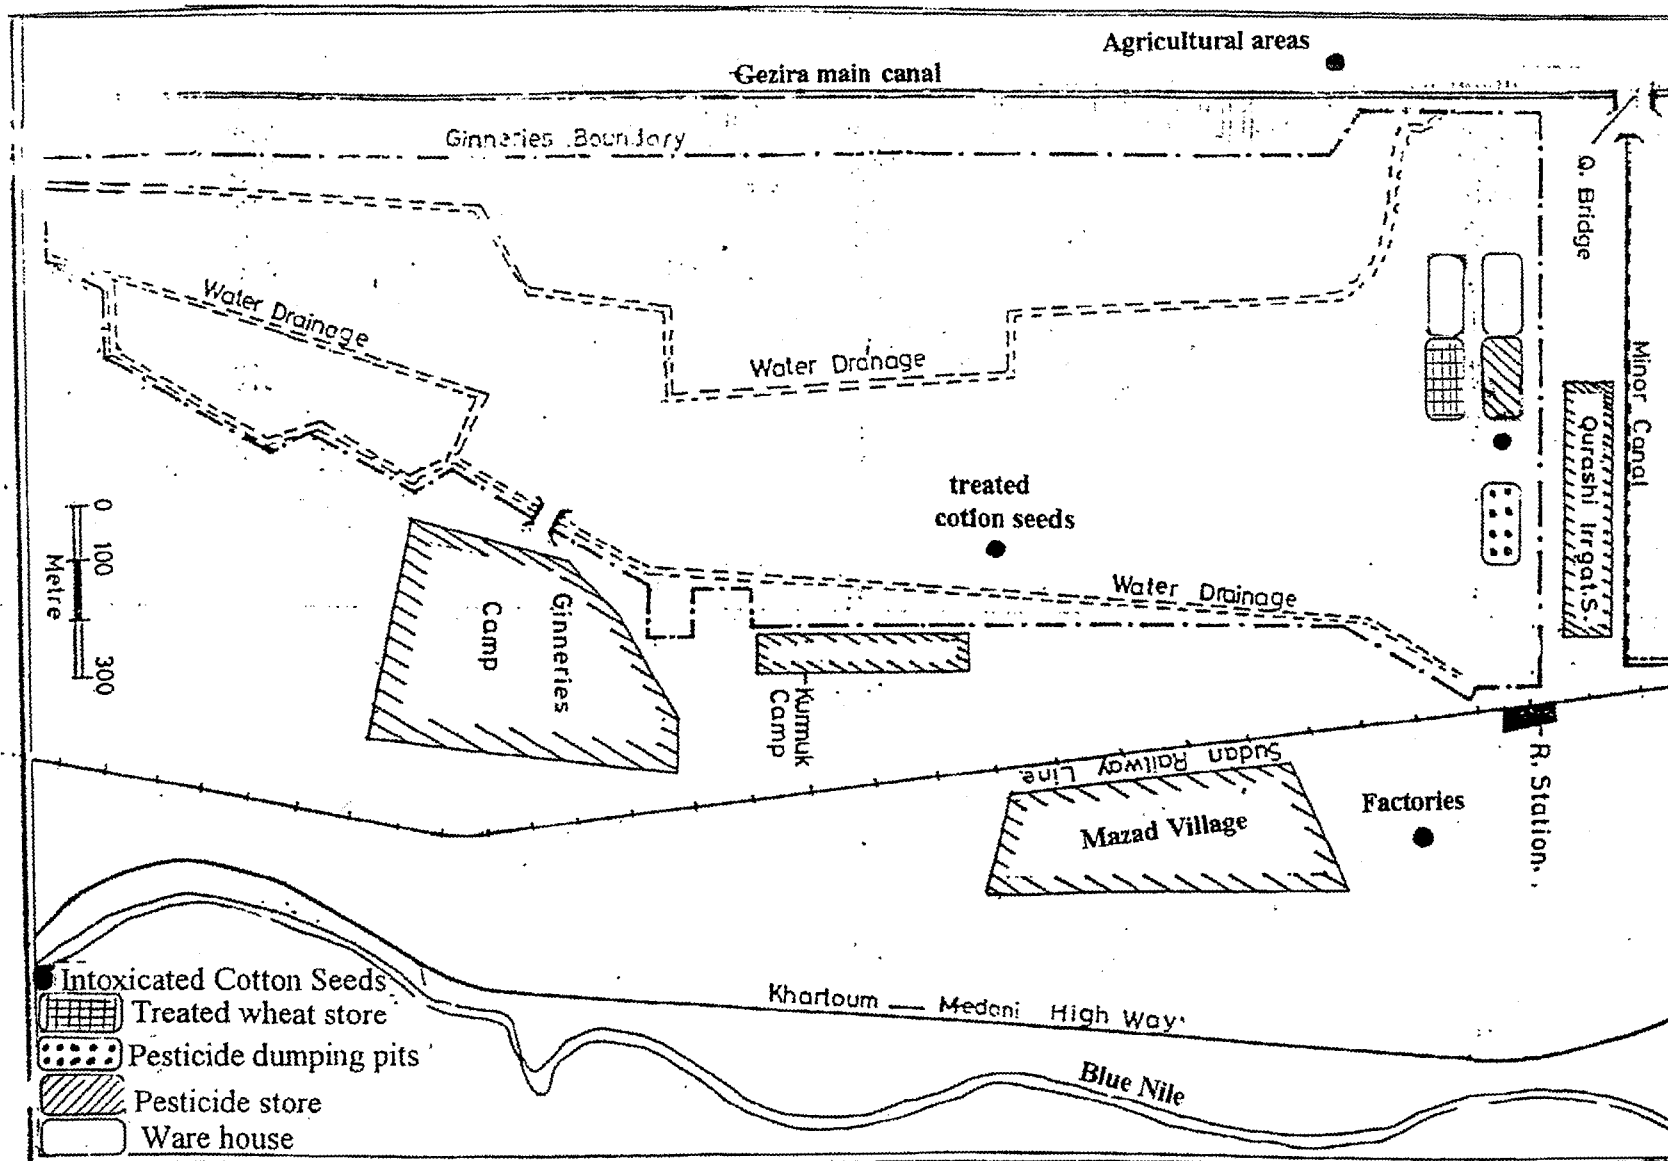 Agricultural areas
Gezira main canal
Ginneries Boundary
Q. Bridge
Water Drainage
Water Dranage
Minor Canal
Qurashi Irrgat.S.
treated
cotion seeds
0
100
300
Metre
Water Drainage
Ginneries
Camp
Kurmuk
Camp
Sudan Railway Line
R. Station
Mazad Village
Factories
Intoxicated Cotton Seeds
Treated wheat store
Pesticide dumping pits
Pesticide store
Ware house
Khartoum — Medani High Way
Blue Nile